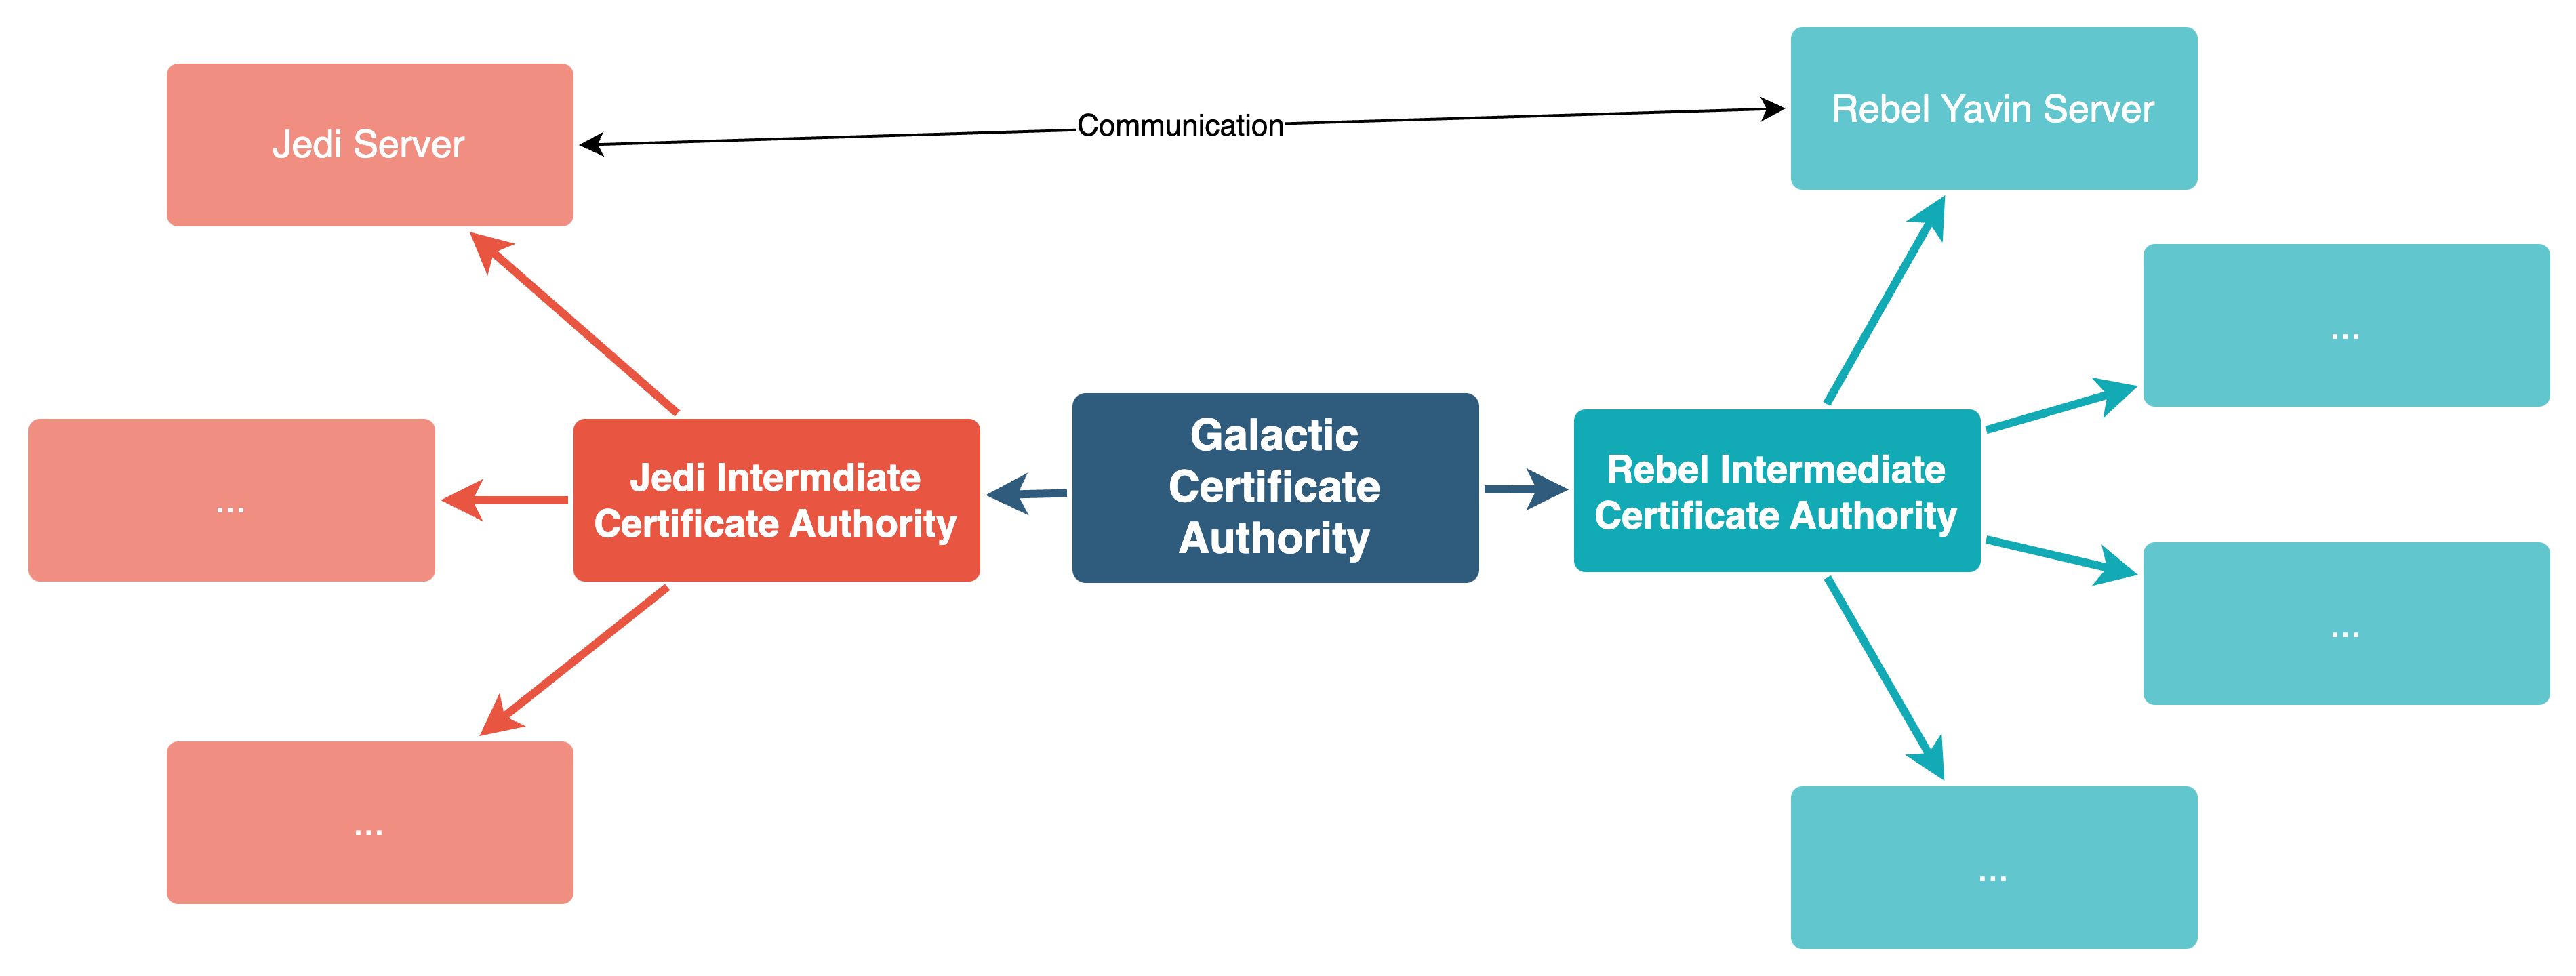 Rebel Yavin Server
Communication
Jedi Server
...
Galactic
Certificate
Authority
Jedi Intermdiate
Certificate Authority
Rebel Intermediate
Certificate Authority
...
...
...
...